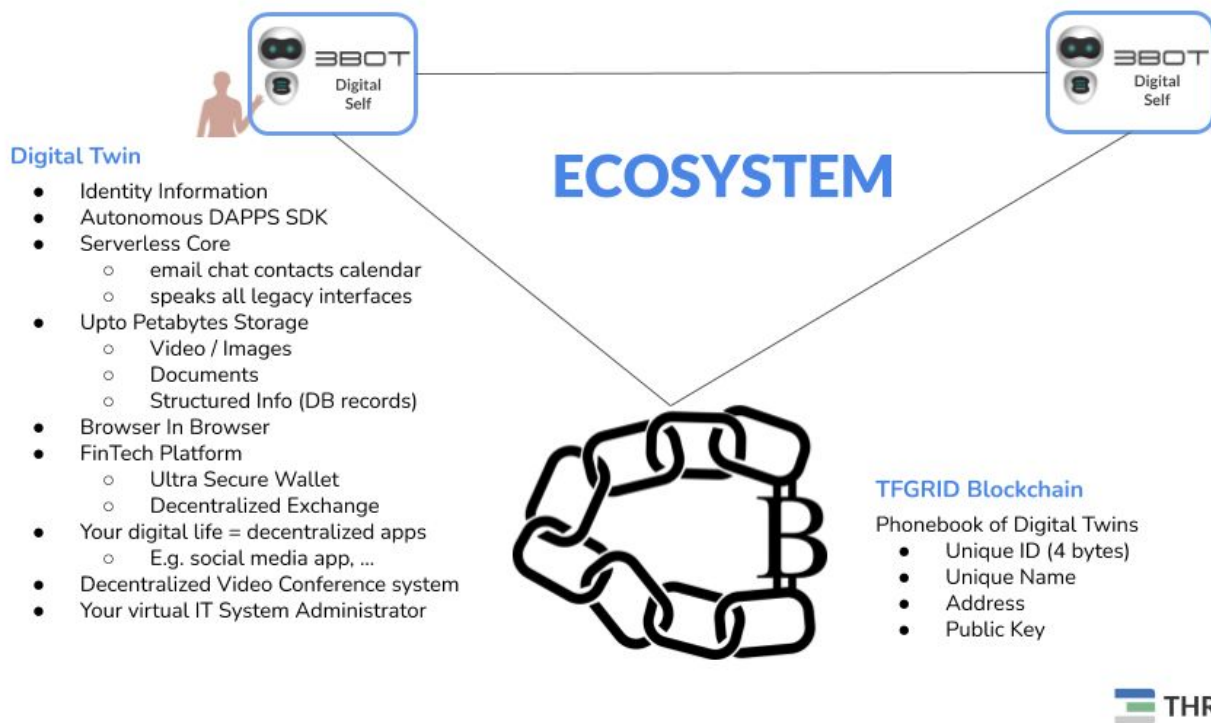 3BOT
Digital
Self
3BOT
Digital
Self
ECOSYSTEM
Digital Twin
● Identity Information
● Autonomous DAPPS SDK
● Serverless Core
○ email chat contacts calendar
○ speaks all legacy interfaces
● Upto Petabytes Storage
○ Video / Images
○ Documents
○ Structured Info (DB records)
● Browser In Browser
● FinTech Platform
○ Ultra Secure Wallet
○ Decentralized Exchange
● Your digital life = decentralized apps
○ E.g. social media app, ...
● Decentralized Video Conference system
● Your virtual IT System Administrator
B
TFGRID Blockchain
Phonebook of Digital Twins
● Unique ID (4 bytes)
● Unique Name
● Address
● Public Key
THR